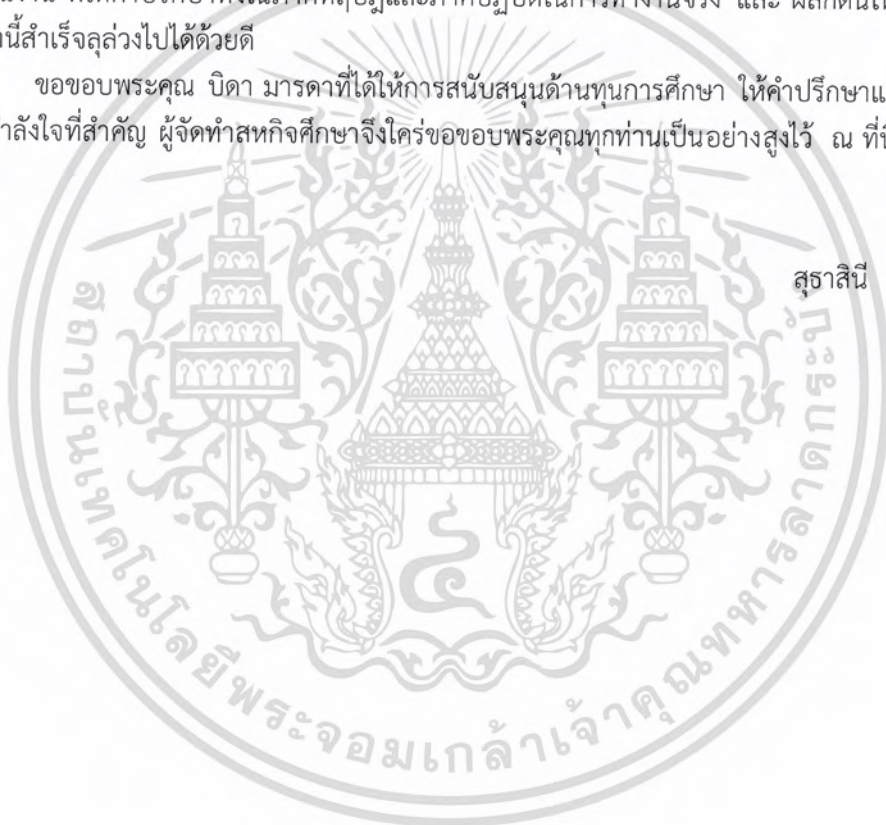 นี้สำเร็จลุล่วงไปได้ด้วยดี
ขอขอบพระคุณ บิดา มารดาที่ได้ให้การสนับสนุนด้านทุนการศึกษา ให้คำปรึกษาแ
กำลังใจที่สำคัญ ผู้จัดทำสหกิจศึกษาจึงใคร่ขอขอบพระคุณทุกท่านเป็นอย่างสูงไว้ ณ ที่นี
สุธาสินี
สถาบันเทคโนโลยีพระจอมเกล้าเจ้าคุณทหารลาดกระบัง
๔